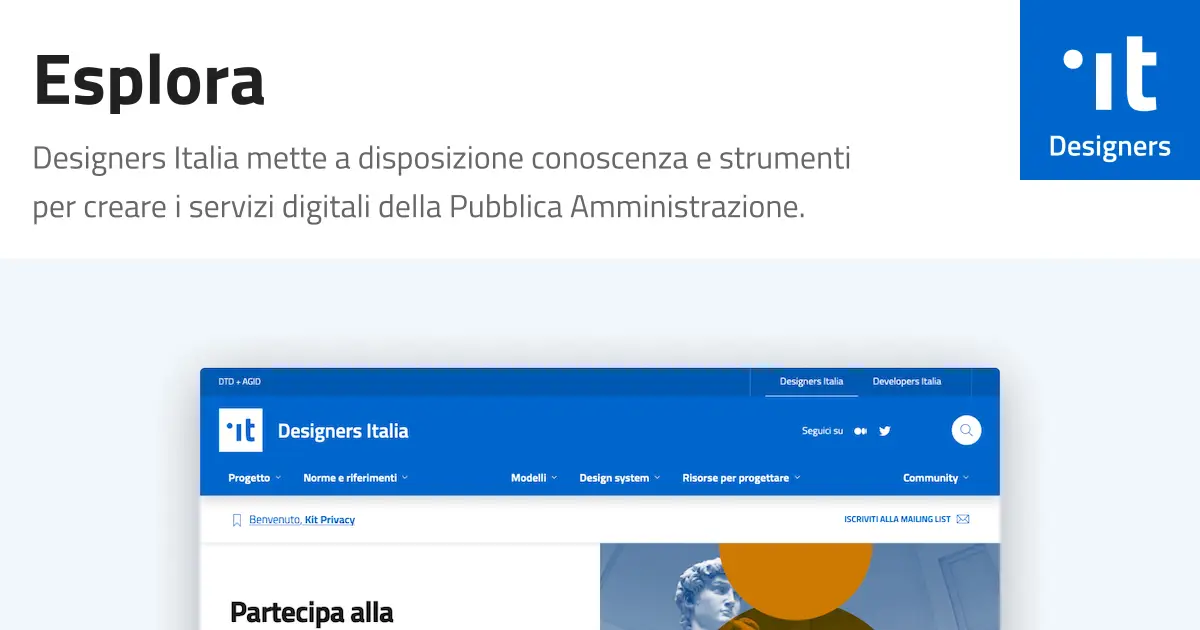 Esplora
Designers Italia mette a disposizione conoscenza e strumenti
per creare i servizi digitali della Pubblica Amministrazione.
it
Designers
DTD + AGID
Designers Italia
Developers Italia
it
Designers Italia
Seguici su
Progetto
Norme e riferimenti
Modelli
Design system
Risorse per progettare
Community
Benvenuto, Kit Privacy
ISCRIVITI ALLA MAILING LIST
Partecipa alla